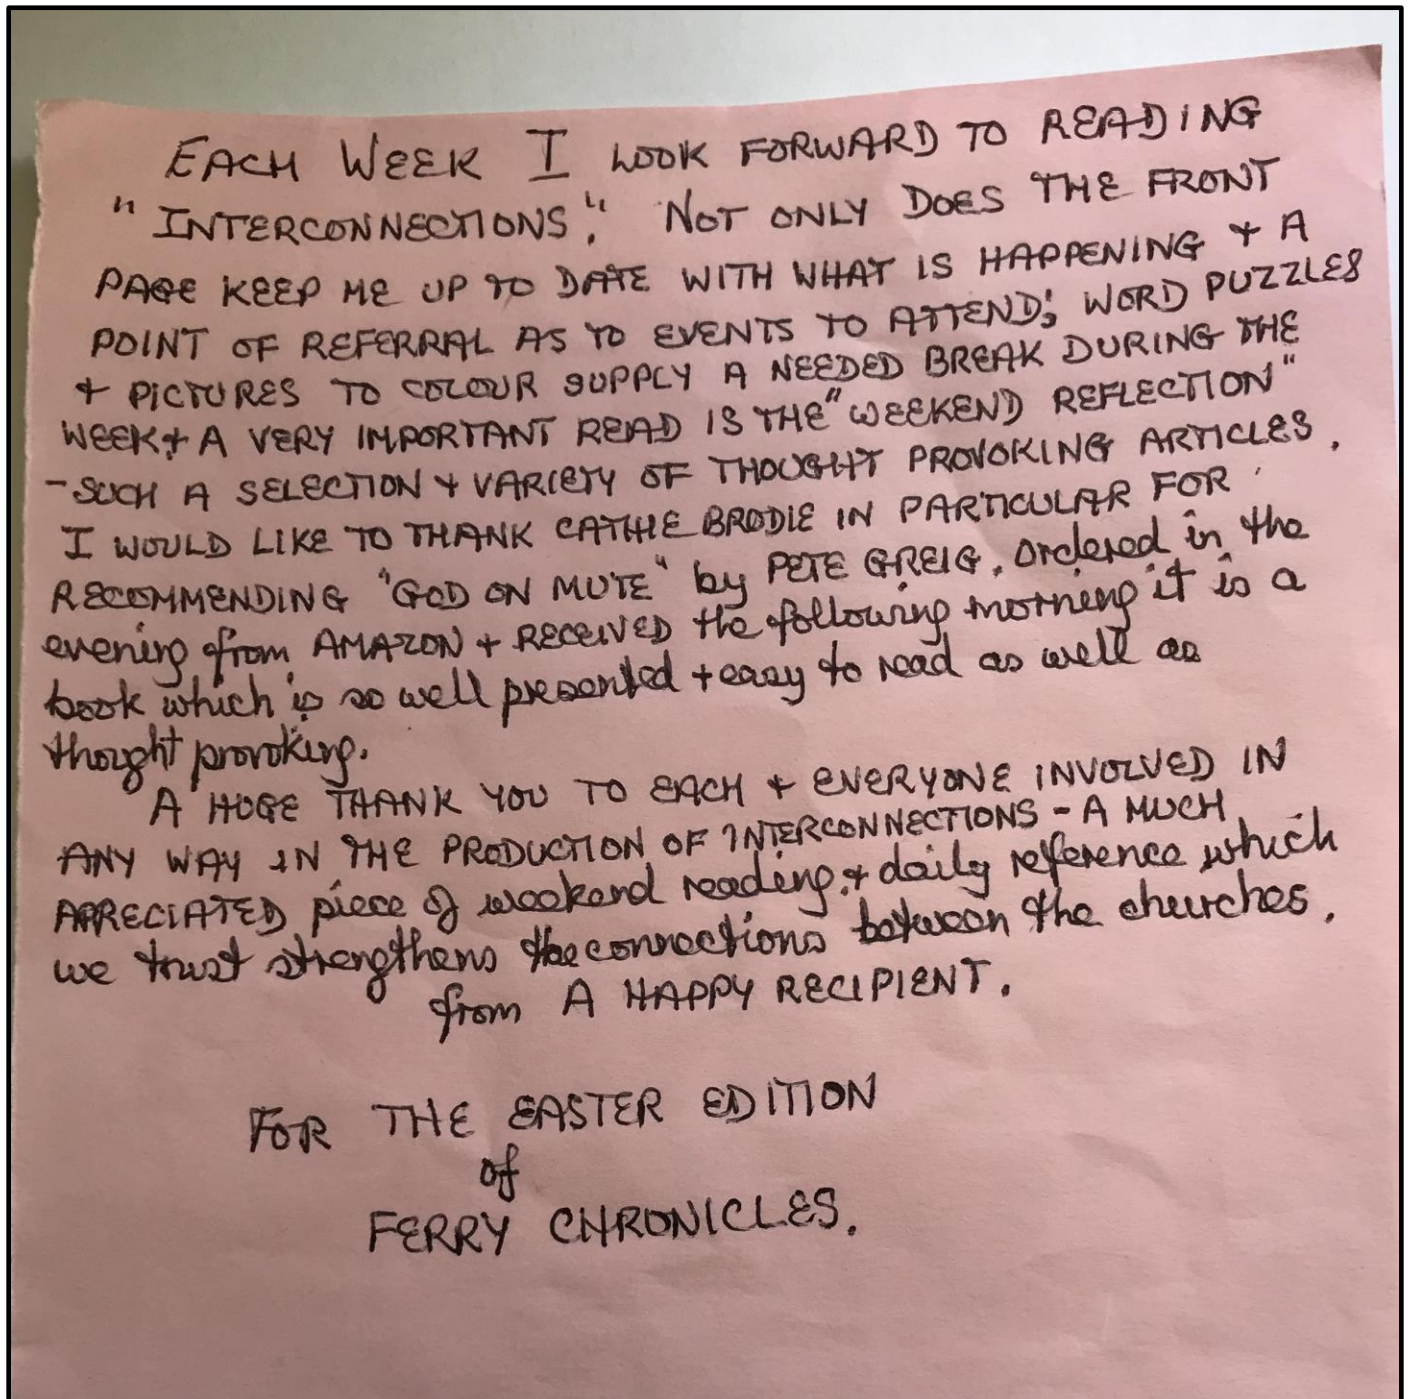 EACH WEEK I LOOK FORWARD TO READING
"INTERCONNECTIONS". NOT ONLY DOES THE FRONT
PAGE KEEP ME UP TO DATE WITH WHAT IS HAPPENING + A
POINT OF REFERRAL AS TO EVENTS TO ATTEND; WORD PUZZLES
+ PICTURES TO COLOUR SUPPLY A NEEDED BREAK DURING THE
WEEK + A VERY IMPORTANT READ IS THE "WEEKEND REFLECTION"
- SUCH A SELECTION + VARIETY OF THOUGHT PROVOKING ARTICLES.
I WOULD LIKE TO THANK CATHIE BRODIE IN PARTICULAR FOR
RECOMMENDING "GOD ON MUTE" by PETE GREIG. Ordered in the
evening from AMAZON + RECEIVED the following morning it is a
book which is so well presented + easy to read as well as
thought provoking.
A HUGE THANK YOU TO EACH + EVERYONE INVOLVED IN
ANY WAY IN THE PRODUCTION OF INTERCONNECTIONS - A MUCH
APPRECIATED piece of weekend reading + daily reference which
we trust strengthens the connections between the churches.
from A HAPPY RECIPIENT.
FOR THE EASTER EDITION
of
FERRY CHRONICLES.